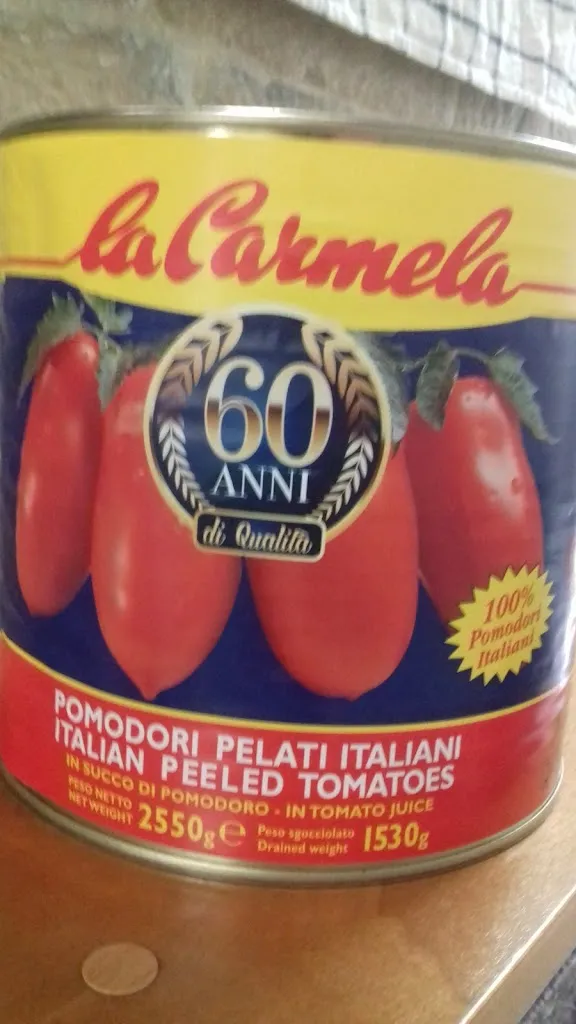 la Carmela
60
ANNI
di Qualità
100%
Pomodori
Italiani
POMODORI PELATI ITALIANI
ITALIAN PEELED TOMATOES
IN SUCCO DI POMODORO - IN TOMATO JUICE
PESO NETTO
NET WEIGHT 2550g e
Peso sgocciolato
Drained weight 1530g